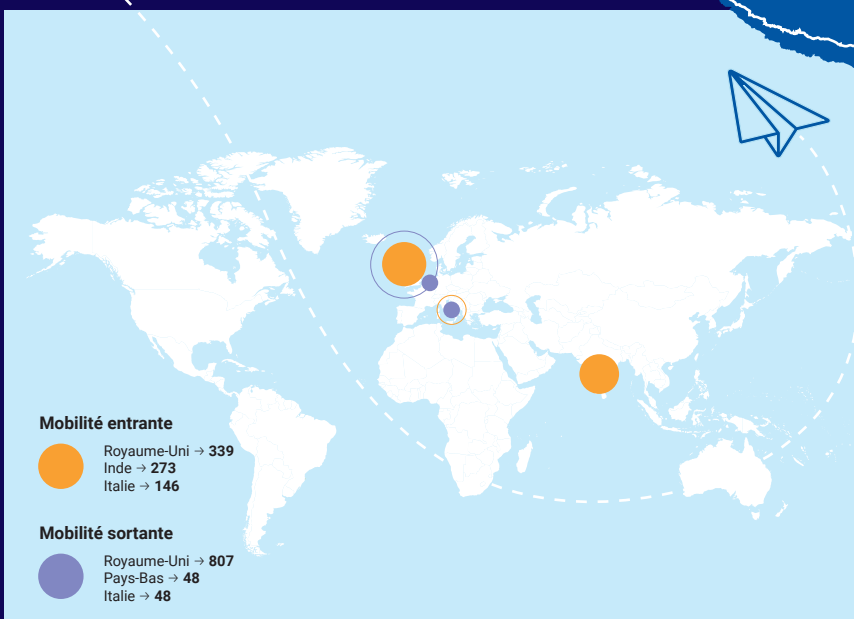 Mobilité entrante
Royaume-Uni → 339
Inde → 273
Italie → 146
Mobilité sortante
Royaume-Uni → 807
Pays-Bas → 48
Italie → 48